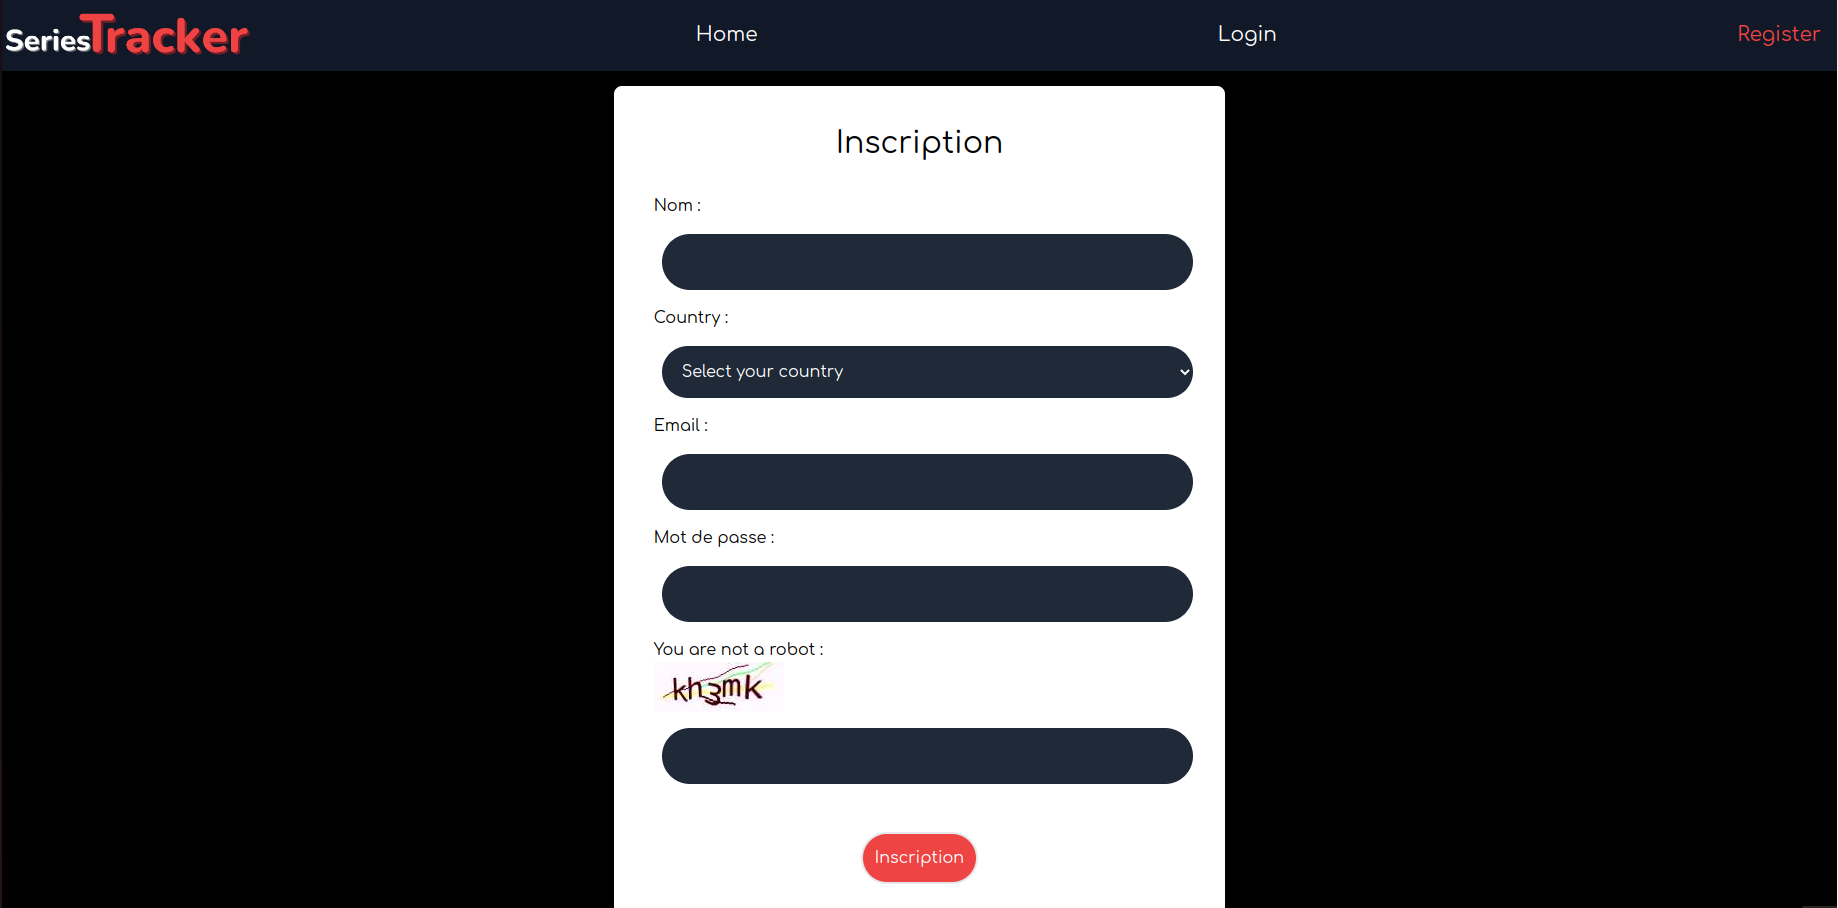 SeriesTracker
Home
Login
Register
Inscription
Nom :
Country :
Select your country
Email :
Mot de passe :
You are not a robot :
kh3mk
Inscription